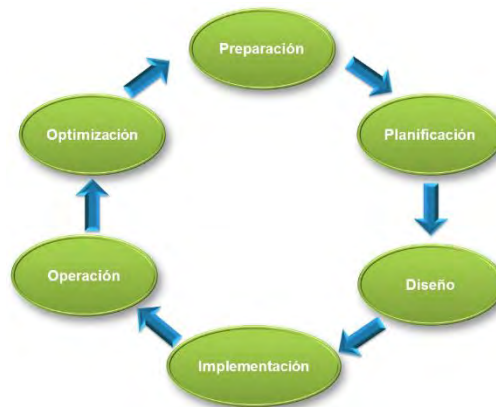 Preparación
Planificación
Diseño
Implementación
Operación
Optimización